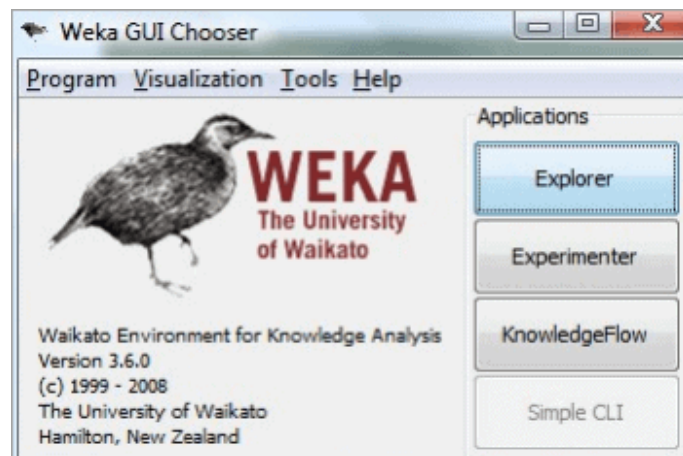 Weka GUI Chooser
Program Visualization Tools Help
Applications
WEKA
The University
of Waikato
Explorer
Experimenter
KnowledgeFlow
Simple CLI
Waikato Environment for Knowledge Analysis
Version 3.6.0
(c) 1999 - 2008
The University of Waikato
Hamilton, New Zealand